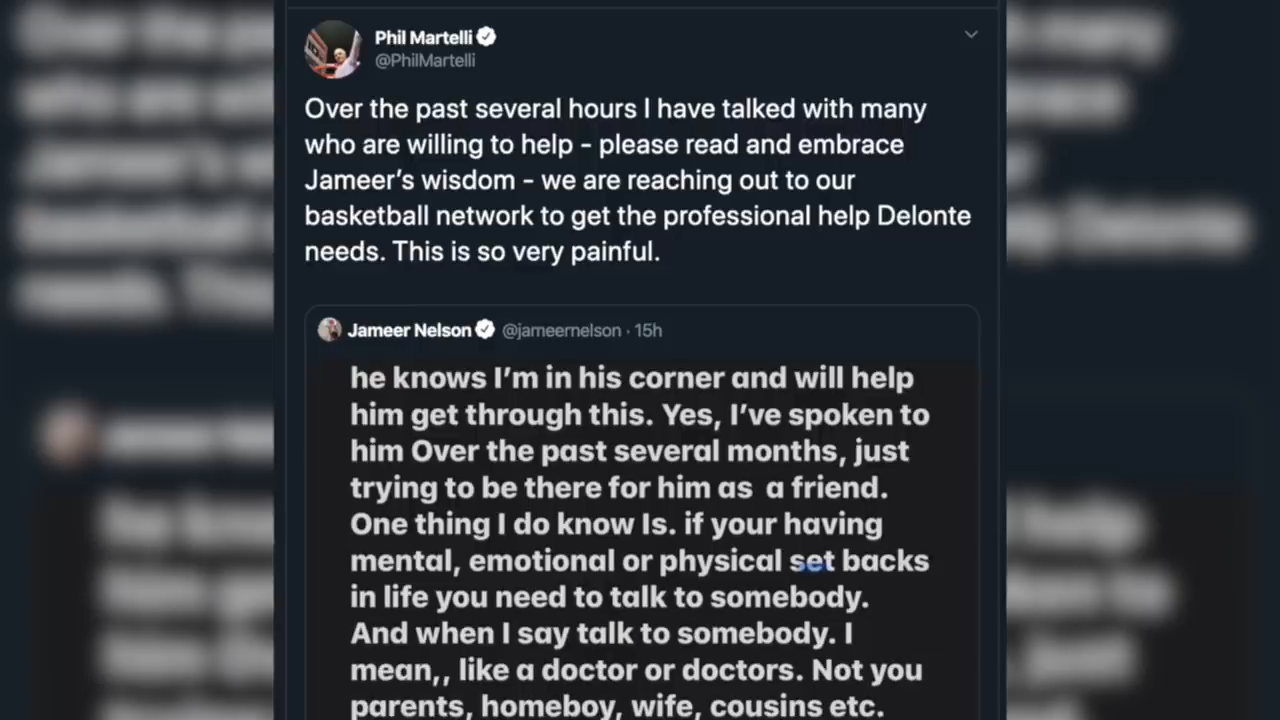 Phil Martelli
@PhilMartelli
Over the past several hours I have talked with many
who are willing to help - please read and embrace
Jameer’s wisdom - we are reaching out to our
basketball network to get the professional help Delonte
needs. This is so very painful.
Jameer Nelson @jameernelson · 15h
he knows I’m in his corner and will help
him get through this. Yes, I’ve spoken to
him Over the past several months, just
trying to be there for him as a friend.
One thing I do know Is. if your having
mental, emotional or physical set backs
in life you need to talk to somebody.
And when I say talk to somebody. I
mean,, like a doctor or doctors. Not you
parents, homeboy, wife, cousins etc.